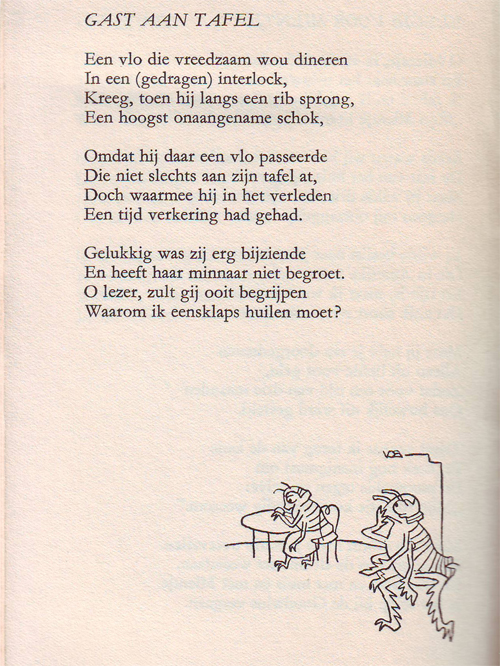 GAST AAN TAFEL
Een vlo die vreedzaam wou dineren
In een (gedragen) interlock,
Kreeg, toen hij langs een rib sprong,
Een hoogst onaangename schok,
Omdat hij daar een vlo passeerde
Die niet slechts aan zijn tafel at,
Doch waarmee hij in het verleden
Een tijd verkering had gehad.
Gelukkig was zij erg bijziende
En heeft haar minnaar niet begroet.
O lezer, zult gij ooit begrijpen
Waarom ik eensklaps huilen moet?